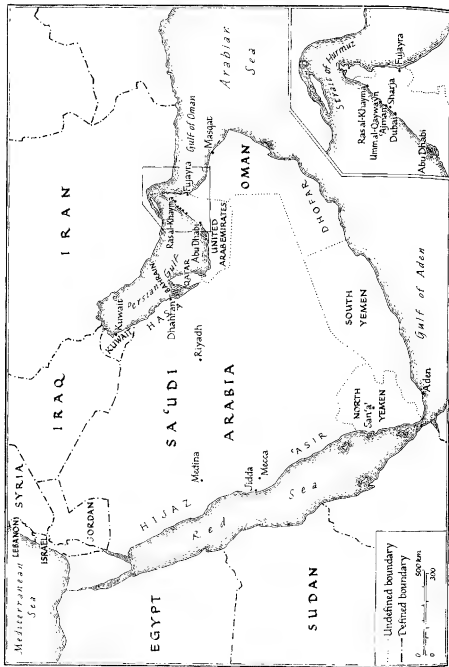 Mediterranean
Sea
LEBANON
SYRIA
ISRAEL
JORDAN
IRAQ
IRAN
KUWAIT
Kuwait
Persian Gulf
BAHRAIN
QATAR
Dhahran
Ras al-Khayma
Fujayra
Abu Dhabi
UNITED
ARAB EMIRATES
Gulf of Oman
Masqat
OMAN
Arabian
Sea
EGYPT
HIJAZ
Medina
Riyadh
SA'UDI
ARABIA
Jidda
Mecca
Red Sea
'ASIR
SUDAN
NORTH
YEMEN
San'a'
SOUTH
YEMEN
DHOFAR
Aden
Gulf of Aden
Undefined boundary
Defined boundary
0 500 km
0 300
Strait of Hurmuz
Ras al-Khayma
Umm al-Qaywayn
'Ajman
Dubai
Sharja
Fujayra
Abu Dhabi